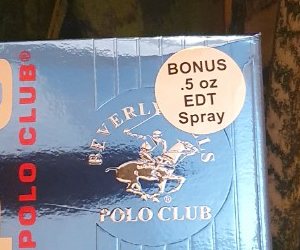 BONUS
.5 oz
EDT
Spray
POLO CLUB
POLO CLUB®